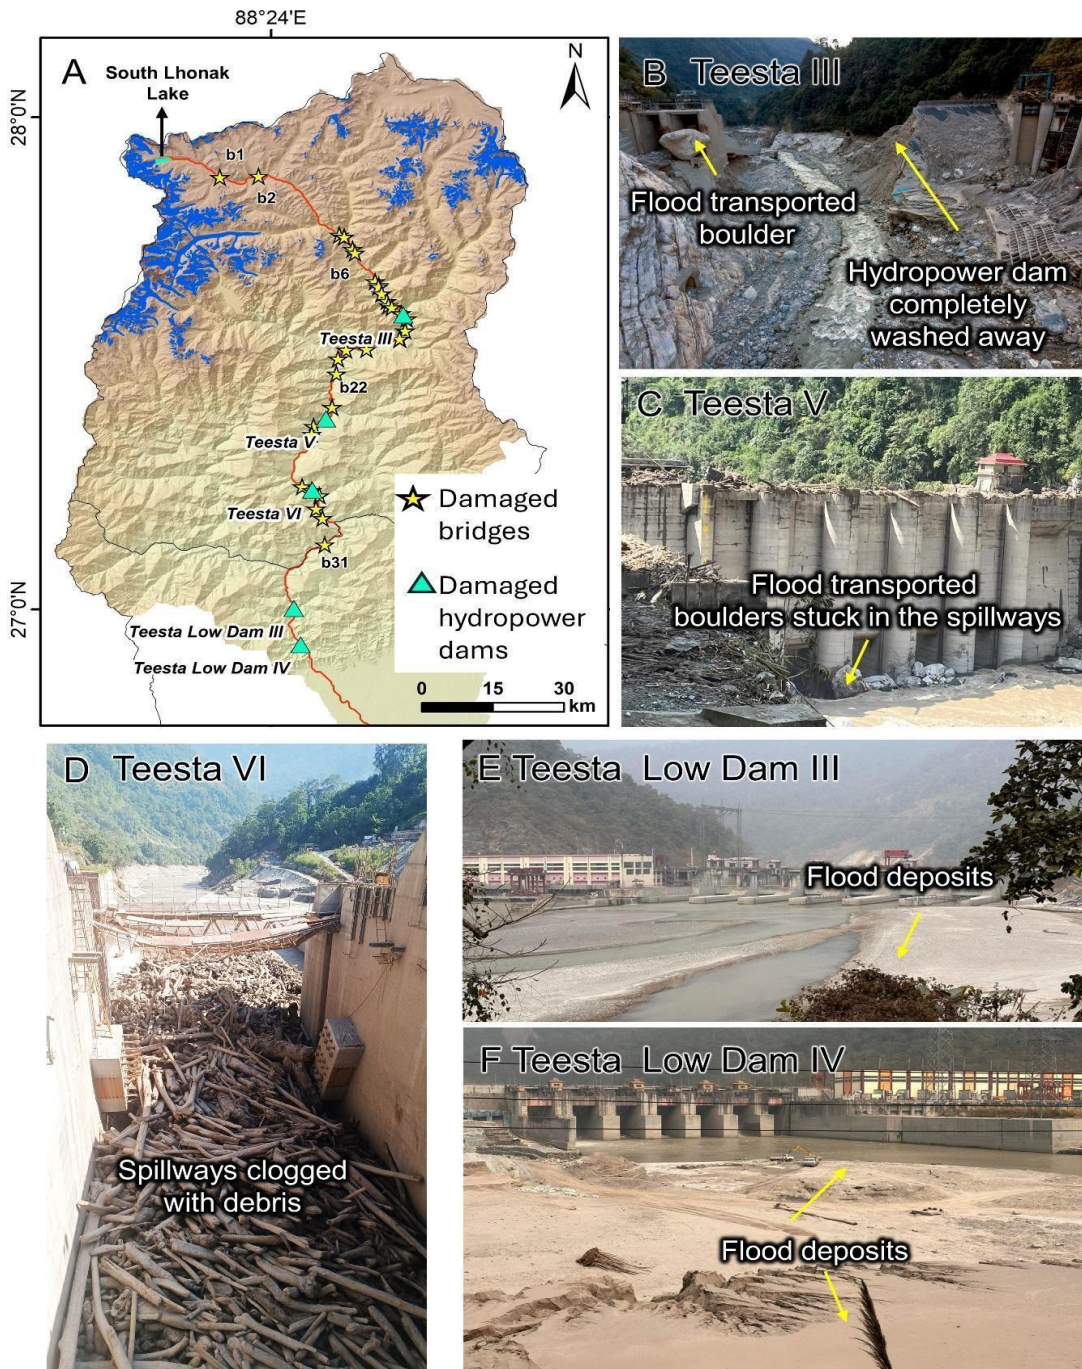 88°24'E
A
N
South Lhonak
Lake
28°0'N
b1
b2
b6
Teesta III
b22
Teesta V
Teesta VI
b31
27°0'N
Teesta Low Dam III
Teesta Low Dam IV
Damaged
bridges
Damaged
hydropower
dams
0 15 30
km
B Teesta III
Flood transported
boulder
Hydropower dam
completely
washed away
C Teesta V
Flood transported
boulders stuck in the spillways
D Teesta VI
Spillways clogged
with debris
E Teesta Low Dam III
Flood deposits
F Teesta Low Dam IV
Flood deposits